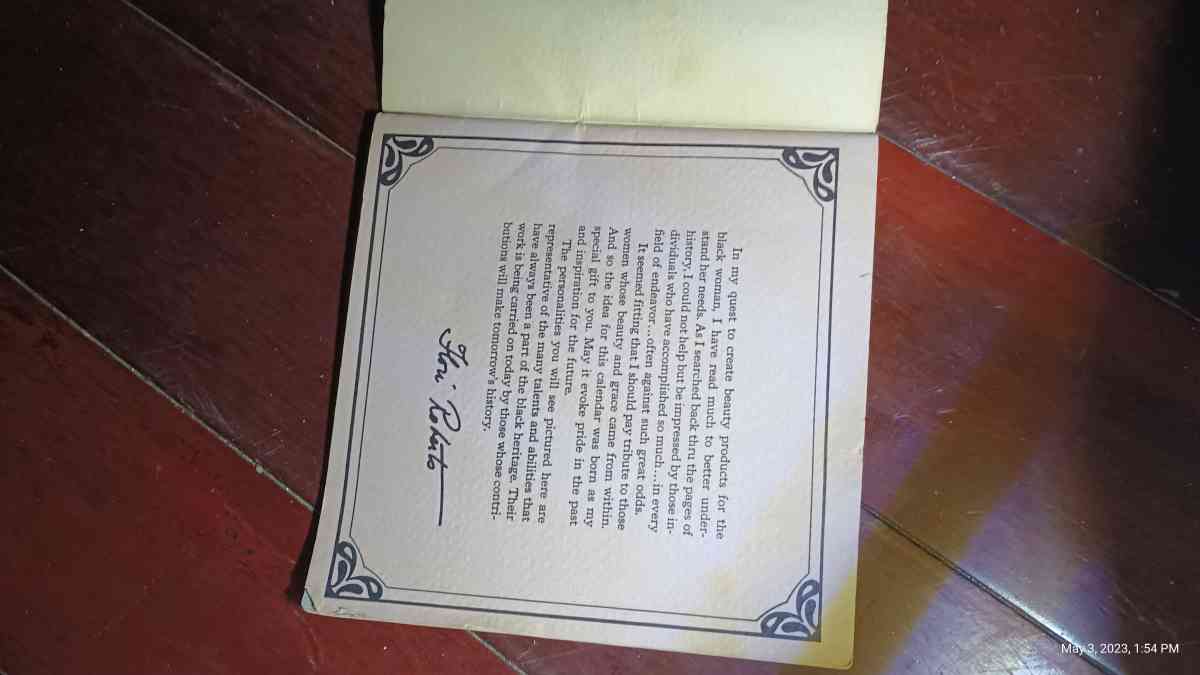 In my quest to create beauty products for the
black woman, I have read much to better under-
stand her needs. As I searched back thru the pages of
history, I could not help but be impressed by those in-
dividuals who have accomplished so much...in every
field of endeavor...often against such great odds.
It seemed fitting that I should pay tribute to those
women whose beauty and grace came from within.
And so the idea for this calendar was born as my
special gift to you. May it evoke pride in the past
and inspiration for the future.
The personalities you will see pictured here are
representative of the many talents and abilities that
have always been a part of the black heritage. Their
work is being carried on today by those whose contri-
butions will make tomorrow's history.
Flori Roberts
May 3, 2023, 1:54 PM